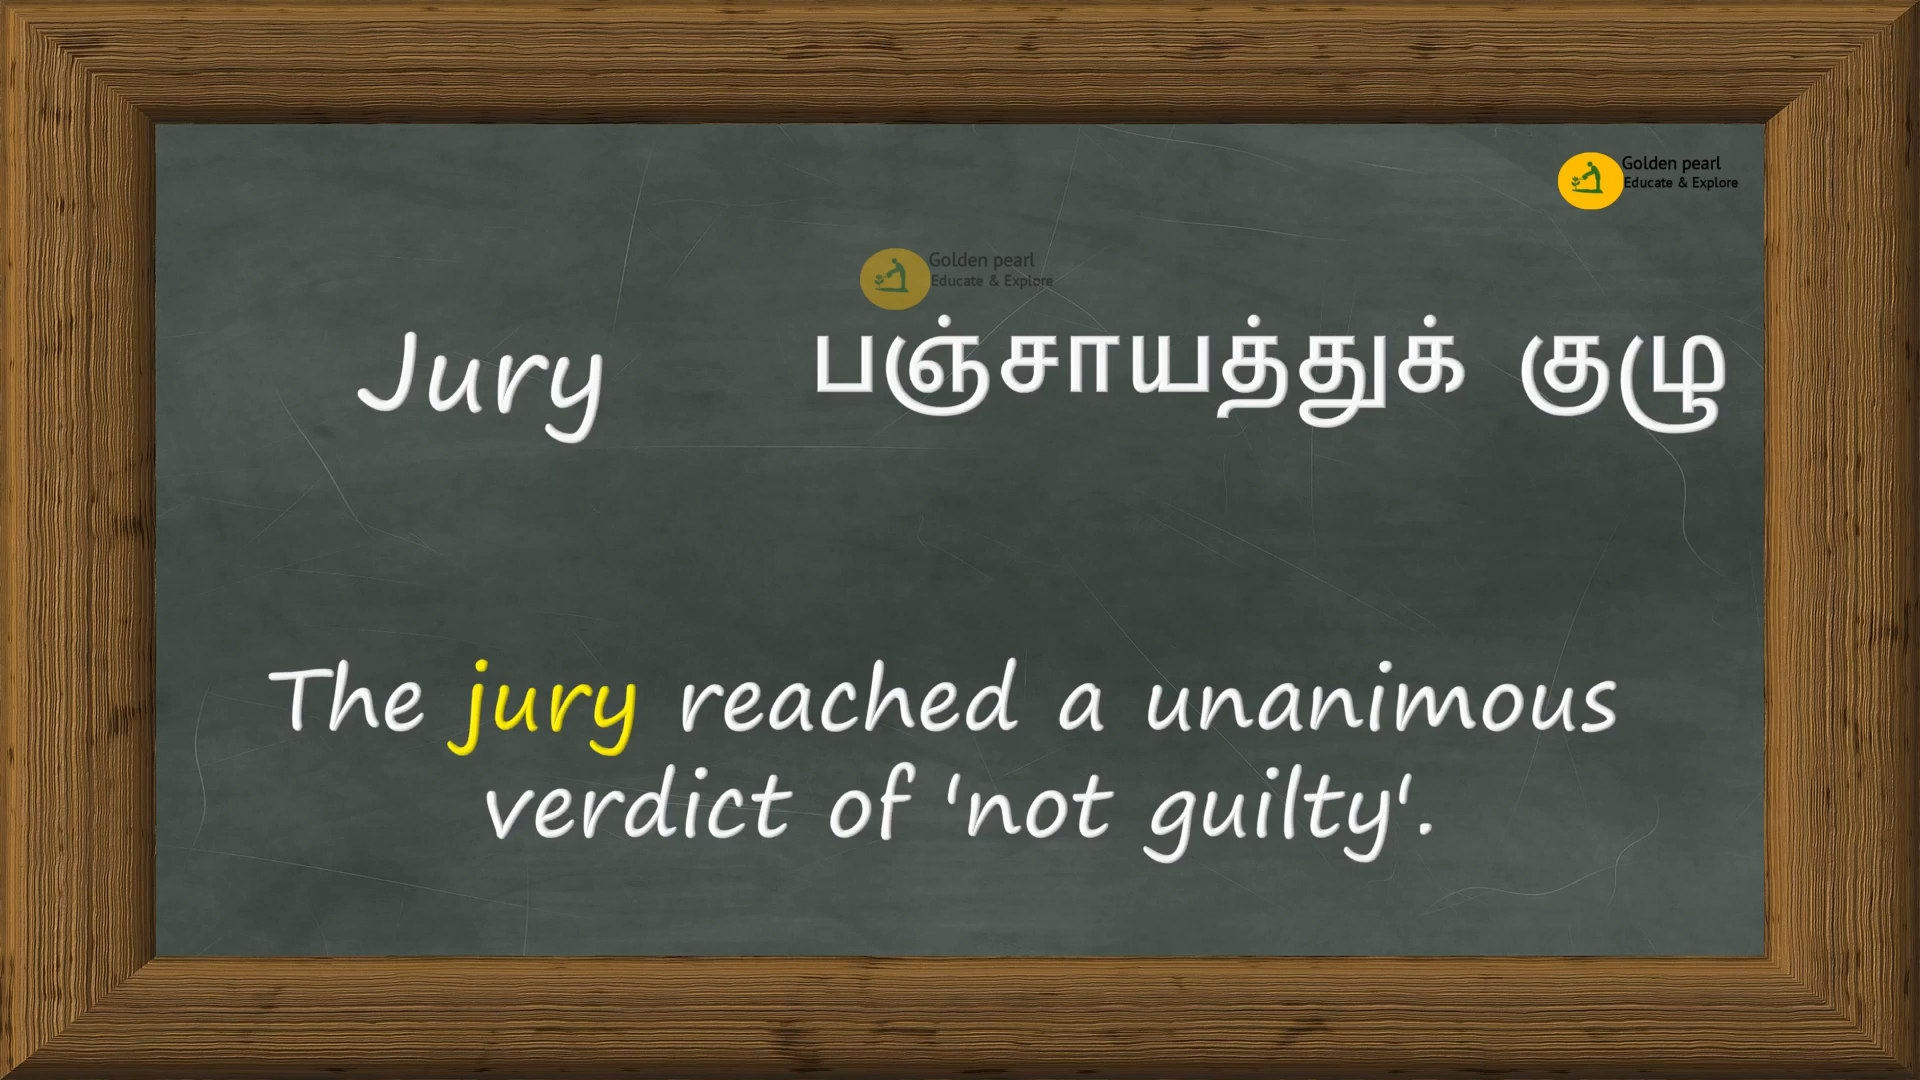 Golden pearl
Educate & Explore
Golden pearl
Educate & Explore
Jury பஞ்சாயத்துக் குழு
The jury reached a unanimous
verdict of 'not guilty'.